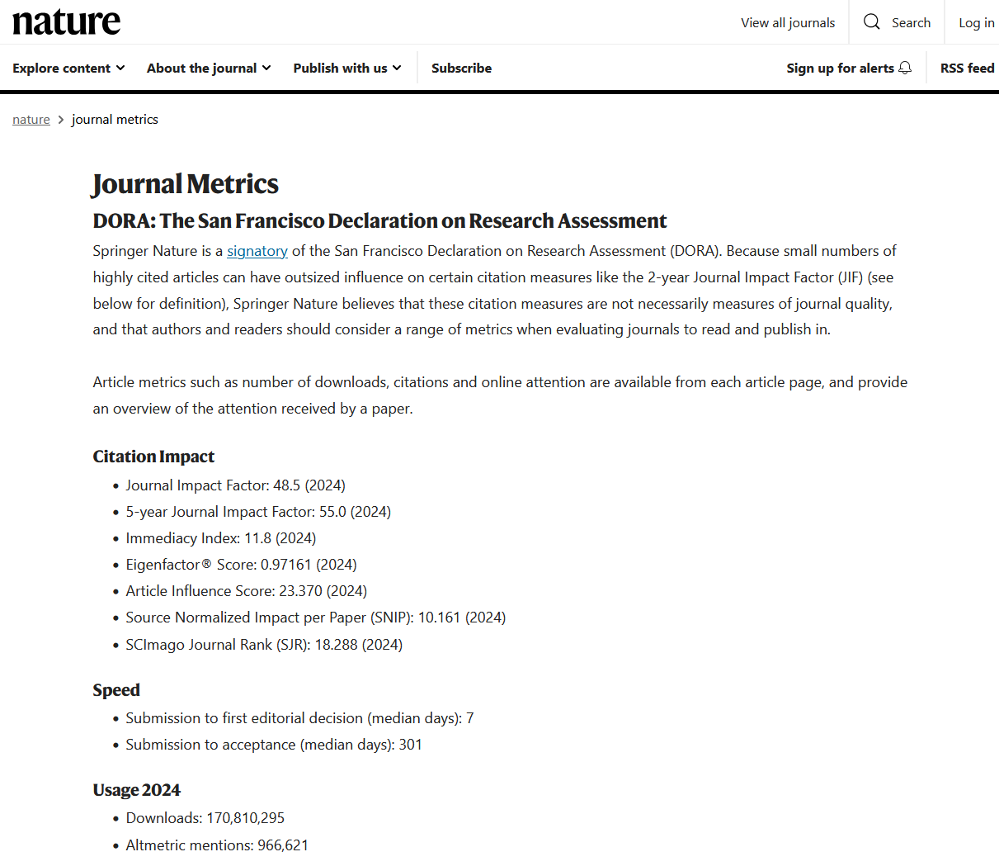 nature
View all journals
Search
Log in
Explore content
About the journal
Publish with us
Subscribe
Sign up for alerts
RSS feed
nature > journal metrics
Journal Metrics
DORA: The San Francisco Declaration on Research Assessment
Springer Nature is a signatory of the San Francisco Declaration on Research Assessment (DORA). Because small numbers of
highly cited articles can have outsized influence on certain citation measures like the 2-year Journal Impact Factor (JIF) (see
below for definition), Springer Nature believes that these citation measures are not necessarily measures of journal quality,
and that authors and readers should consider a range of metrics when evaluating journals to read and publish in.
Article metrics such as number of downloads, citations and online attention are available from each article page, and provide
an overview of the attention received by a paper.
Citation Impact
• Journal Impact Factor: 48.5 (2024)
• 5-year Journal Impact Factor: 55.0 (2024)
• Immediacy Index: 11.8 (2024)
• Eigenfactor® Score: 0.97161 (2024)
• Article Influence Score: 23.370 (2024)
• Source Normalized Impact per Paper (SNIP): 10.161 (2024)
• SCImago Journal Rank (SJR): 18.288 (2024)
Speed
• Submission to first editorial decision (median days): 7
• Submission to acceptance (median days): 301
Usage 2024
• Downloads: 170,810,295
• Altmetric mentions: 966,621